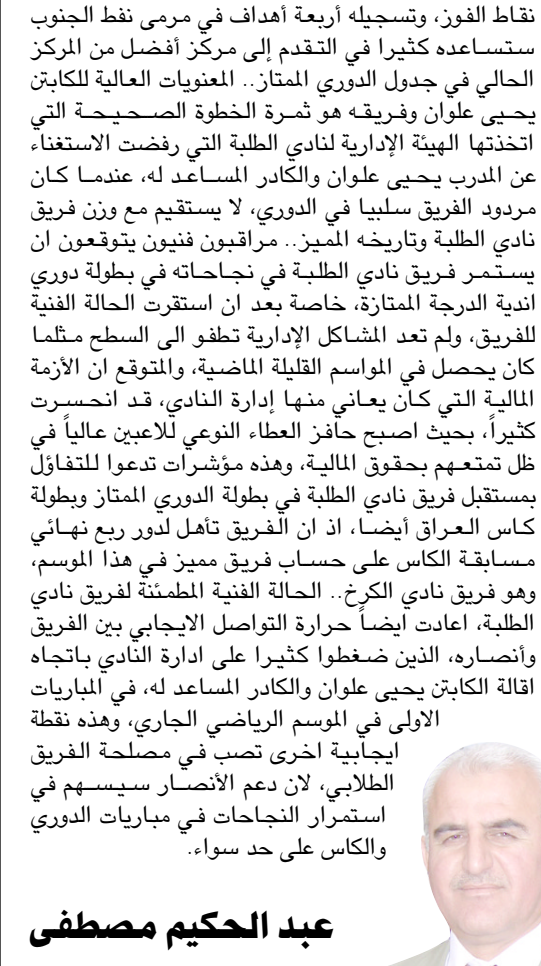 نقاط الفوز، وتسجيله أربعة أهداف في مرمى نفط الجنوب
ستساعده كثيرا في التقدم إلى مركز أفضل من المركز
الحالي في جدول الدوري الممتاز.. المعنويات العالية للكابتن
يحيى علوان وفريقه هو ثمرة الخطوة الصحيحة التي
اتخذتها الهيئة الإدارية لنادي الطلبة التي رفضت الاستغناء
عن المدرب يحيى علوان والكادر المساعد له، عندما كان
مردود الفريق سلبيا في الدوري، لا يستقيم مع وزن فريق
نادي الطلبة وتاريخه المميز.. مراقبون فنيون يتوقعون ان
يستمر فريق نادي الطلبة في نجاحاته في بطولة دوري
اندية الدرجة الممتازة، خاصة بعد ان استقرت الحالة الفنية
للفريق، ولم تعد المشاكل الإدارية تطفو الى السطح مثلما
كان يحصل في المواسم القليلة الماضية، والمتوقع ان الأزمة
المالية التي كان يعاني منها إدارة النادي، قد انحسرت
كثيراً، بحيث اصبح حافز العطاء النوعي للاعبين عالياً في
ظل تمتعهم بحقوق المالية، وهذه مؤشرات تدعوا للتفاؤل
بمستقبل فريق نادي الطلبة في بطولة الدوري الممتاز وبطولة
كاس العراق أيضا، اذ ان الفريق تأهل لدور ربع نهائي
مسابقة الكاس على حساب فريق مميز في هذا الموسم،
وهو فريق نادي الكرخ.. الحالة الفنية المطمئنة لفريق نادي
الطلبة، اعادت ايضاً حرارة التواصل الايجابي بين الفريق
وأنصاره، الذين ضغطوا كثيرا على ادارة النادي باتجاه
اقالة الكابتن يحيى علوان والكادر المساعد له، في المباريات
الاولى في الموسم الرياضي الجاري، وهذه نقطة
ايجابية اخرى تصب في مصلحة الفريق
الطلابي، لان دعم الأنصار سيسهم في
استمرار النجاحات في مباريات الدوري
والكاس على حد سواء.
عبد الحكيم مصطفى